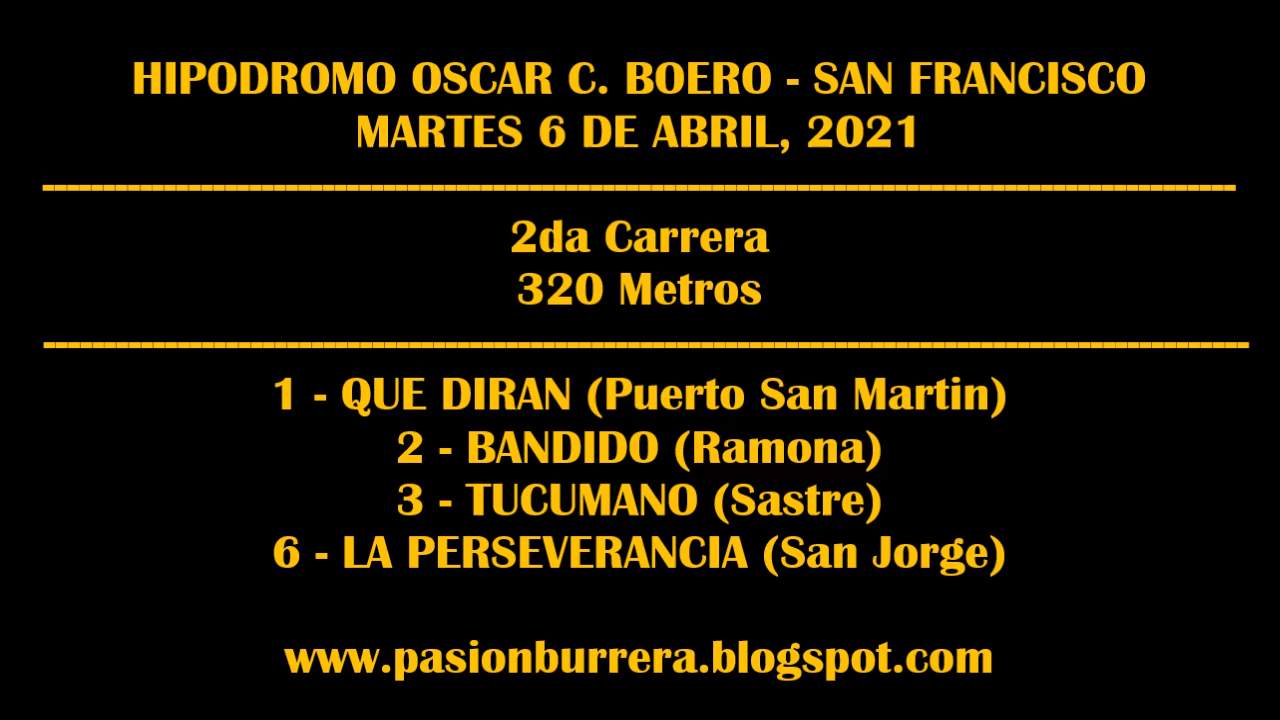 HIPODROMO OSCAR C. BOERO - SAN FRANCISCO
MARTES 6 DE ABRIL, 2021
2da Carrera
320 Metros
1 - QUE DIRAN (Puerto San Martin)
2 - BANDIDO (Ramona)
3 - TUCUMANO (Sastre)
6 - LA PERSEVERANCIA (San Jorge)
www.pasionburrera.blogspot.com